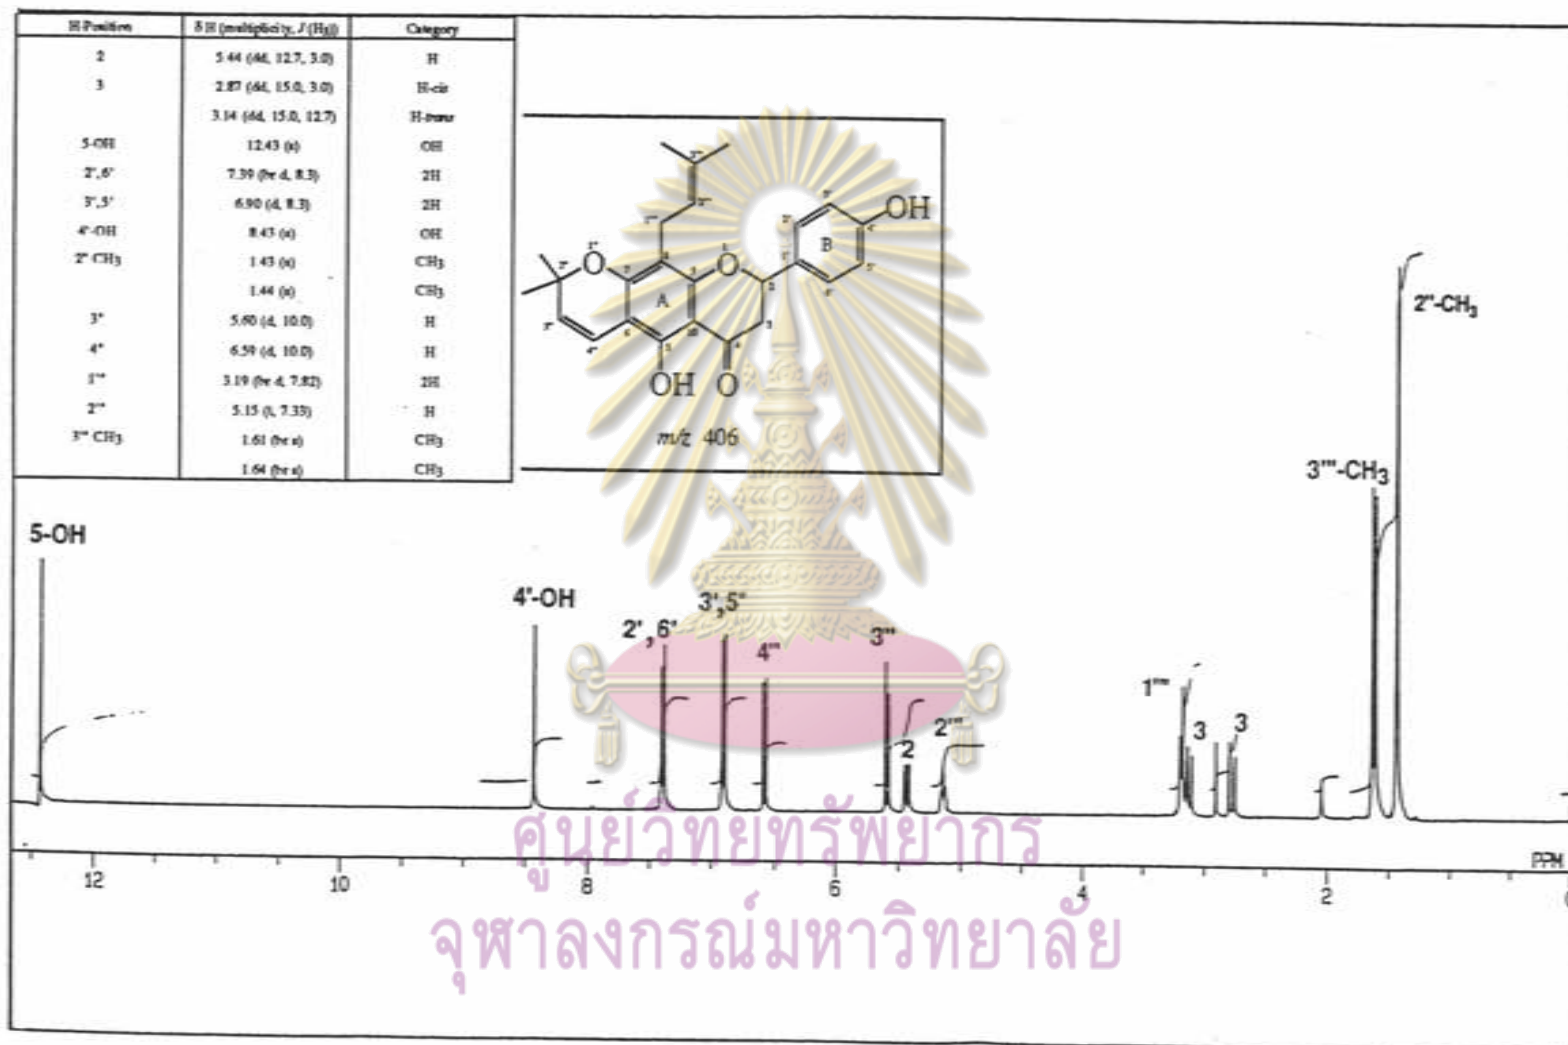 H-Position δ H (multiplicity, J (Hz)) Category
2 5.44 (dd, 12.7, 3.0) H
3 2.87 (dd, 15.0, 3.0) H-cis
3.14 (dd, 15.0, 12.7) H-trans
5-OH 12.43 (s) OH
2',6' 7.39 (br d, 8.3) 2H
3',5' 6.90 (d, 8.3) 2H
4'-OH 8.43 (s) OH
2" CH3 1.43 (s) CH3
1.44 (s) CH3
3" 5.60 (d, 10.0) H
4" 6.59 (d, 10.0) H
1''' 3.19 (br d, 7.82) 2H
2''' 5.15 (t, 7.33) H
3''' CH3 1.61 (br s) CH3
1.64 (br s) CH3
OH
O O B
A
OH O
m/z 406
2"-CH3
3'''-CH3
5-OH
4'-OH
2', 6'
3',5'
4'''
3'''
2
2'''
1''''
3
3
PPM
12 10 8 6 4 2
ศูนย์วิทยทรัพยากร
จุฬาลงกรณ์มหาวิทยาลัย